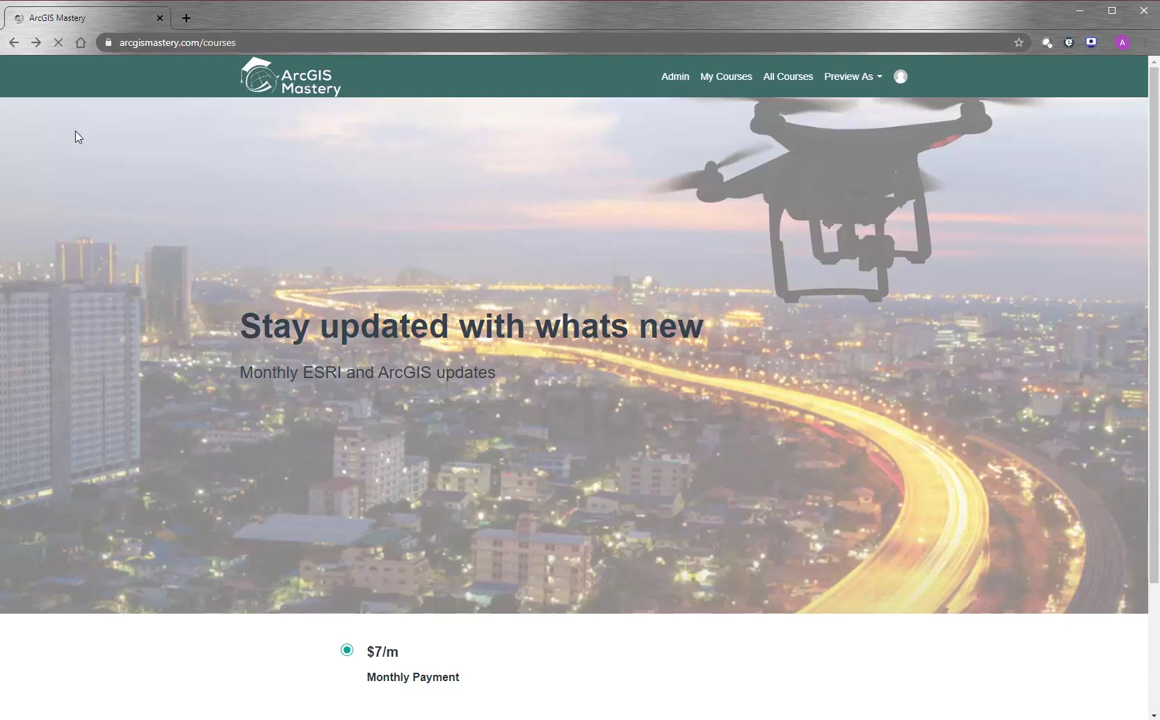 ArcGIS Mastery
arcgismastery.com/courses
A
ArcGIS
Mastery
Admin My Courses All Courses Preview As
Stay updated with whats new
Monthly ESRI and ArcGIS updates
$7/m
Monthly Payment